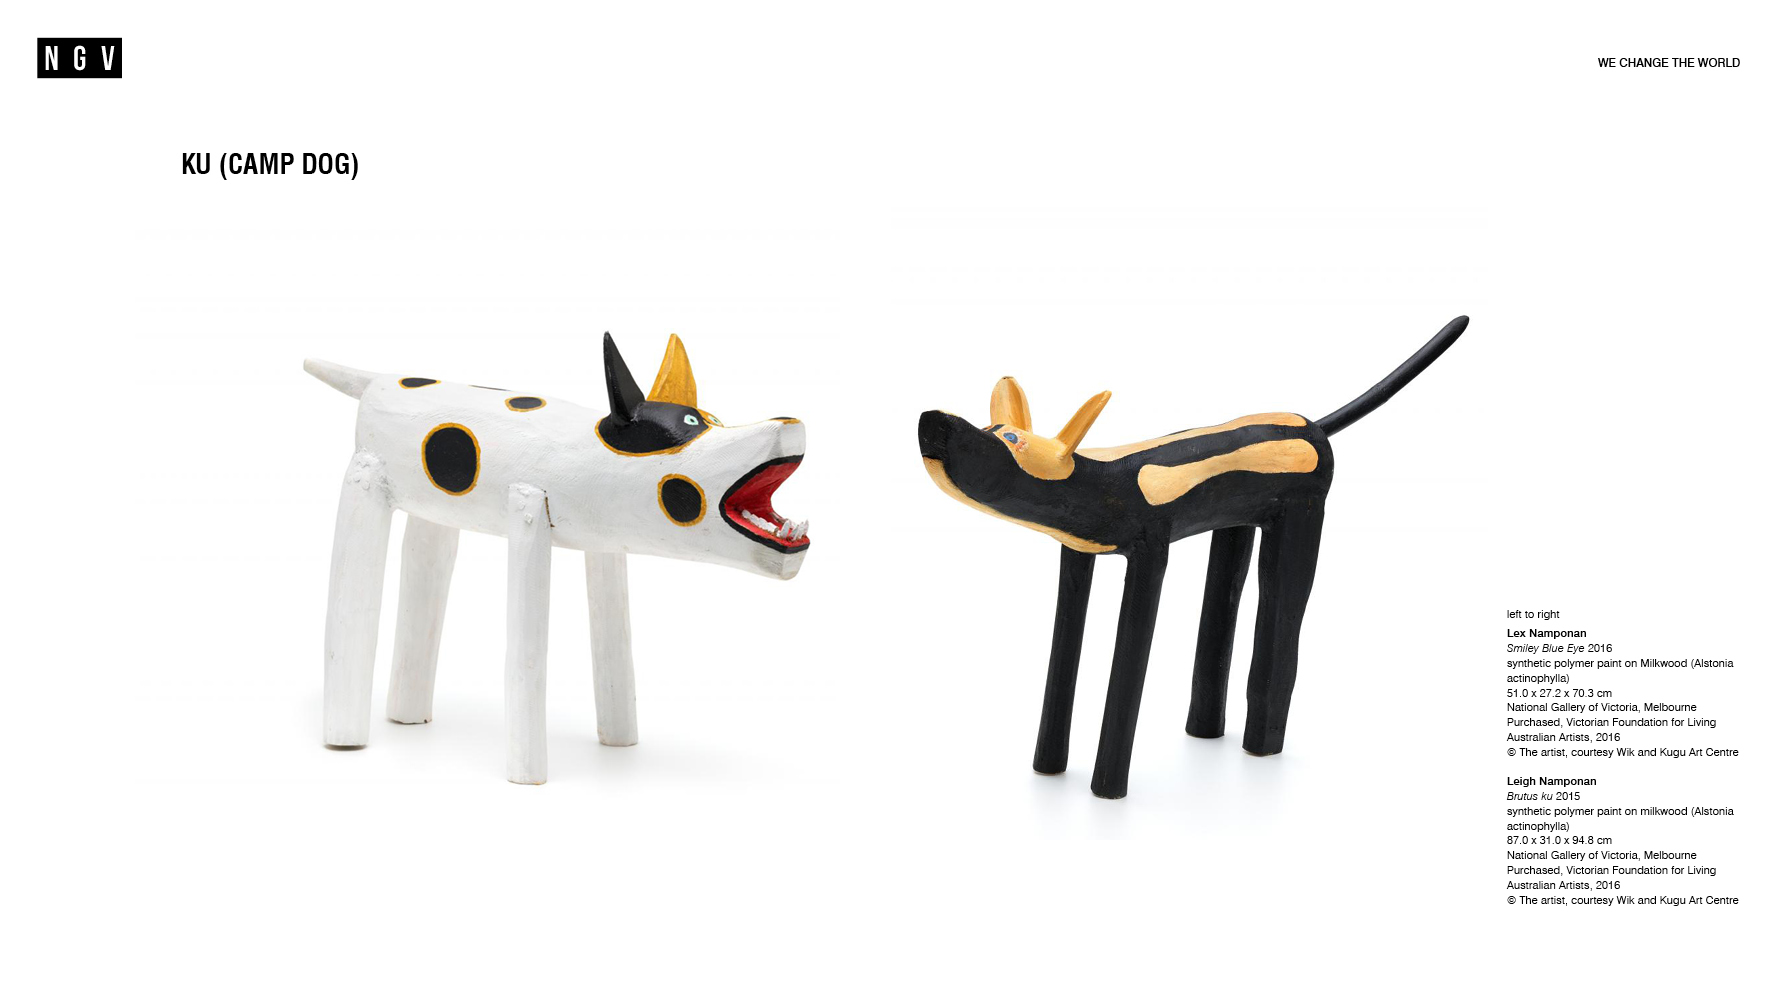 NGV
WE CHANGE THE WORLD
KU (CAMP DOG)
left to right
Lex Namponan
Smiley Blue Eye 2016
synthetic polymer paint on Milkwood (Alstonia
actinophylla)
51.0 x 27.2 x 70.3 cm
National Gallery of Victoria, Melbourne
Purchased, Victorian Foundation for Living
Australian Artists, 2016
© The artist, courtesy Wik and Kugu Art Centre
Leigh Namponan
Brutus ku 2015
synthetic polymer paint on milkwood (Alstonia
actinophylla)
87.0 x 31.0 x 94.8 cm
National Gallery of Victoria, Melbourne
Purchased, Victorian Foundation for Living
Australian Artists, 2016
© The artist, courtesy Wik and Kugu Art Centre